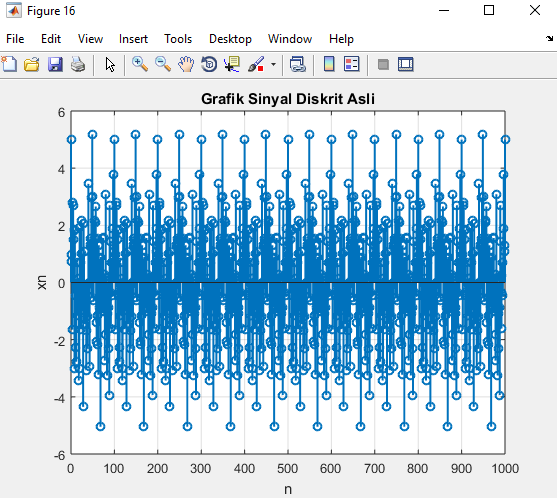 Figure 16
File Edit View Insert Tools Desktop Window Help
Grafik Sinyal Diskrit Asli
6
4
2
0
-2
-4
-6
xn
0 100 200 300 400 500 600 700 800 900 1000
n